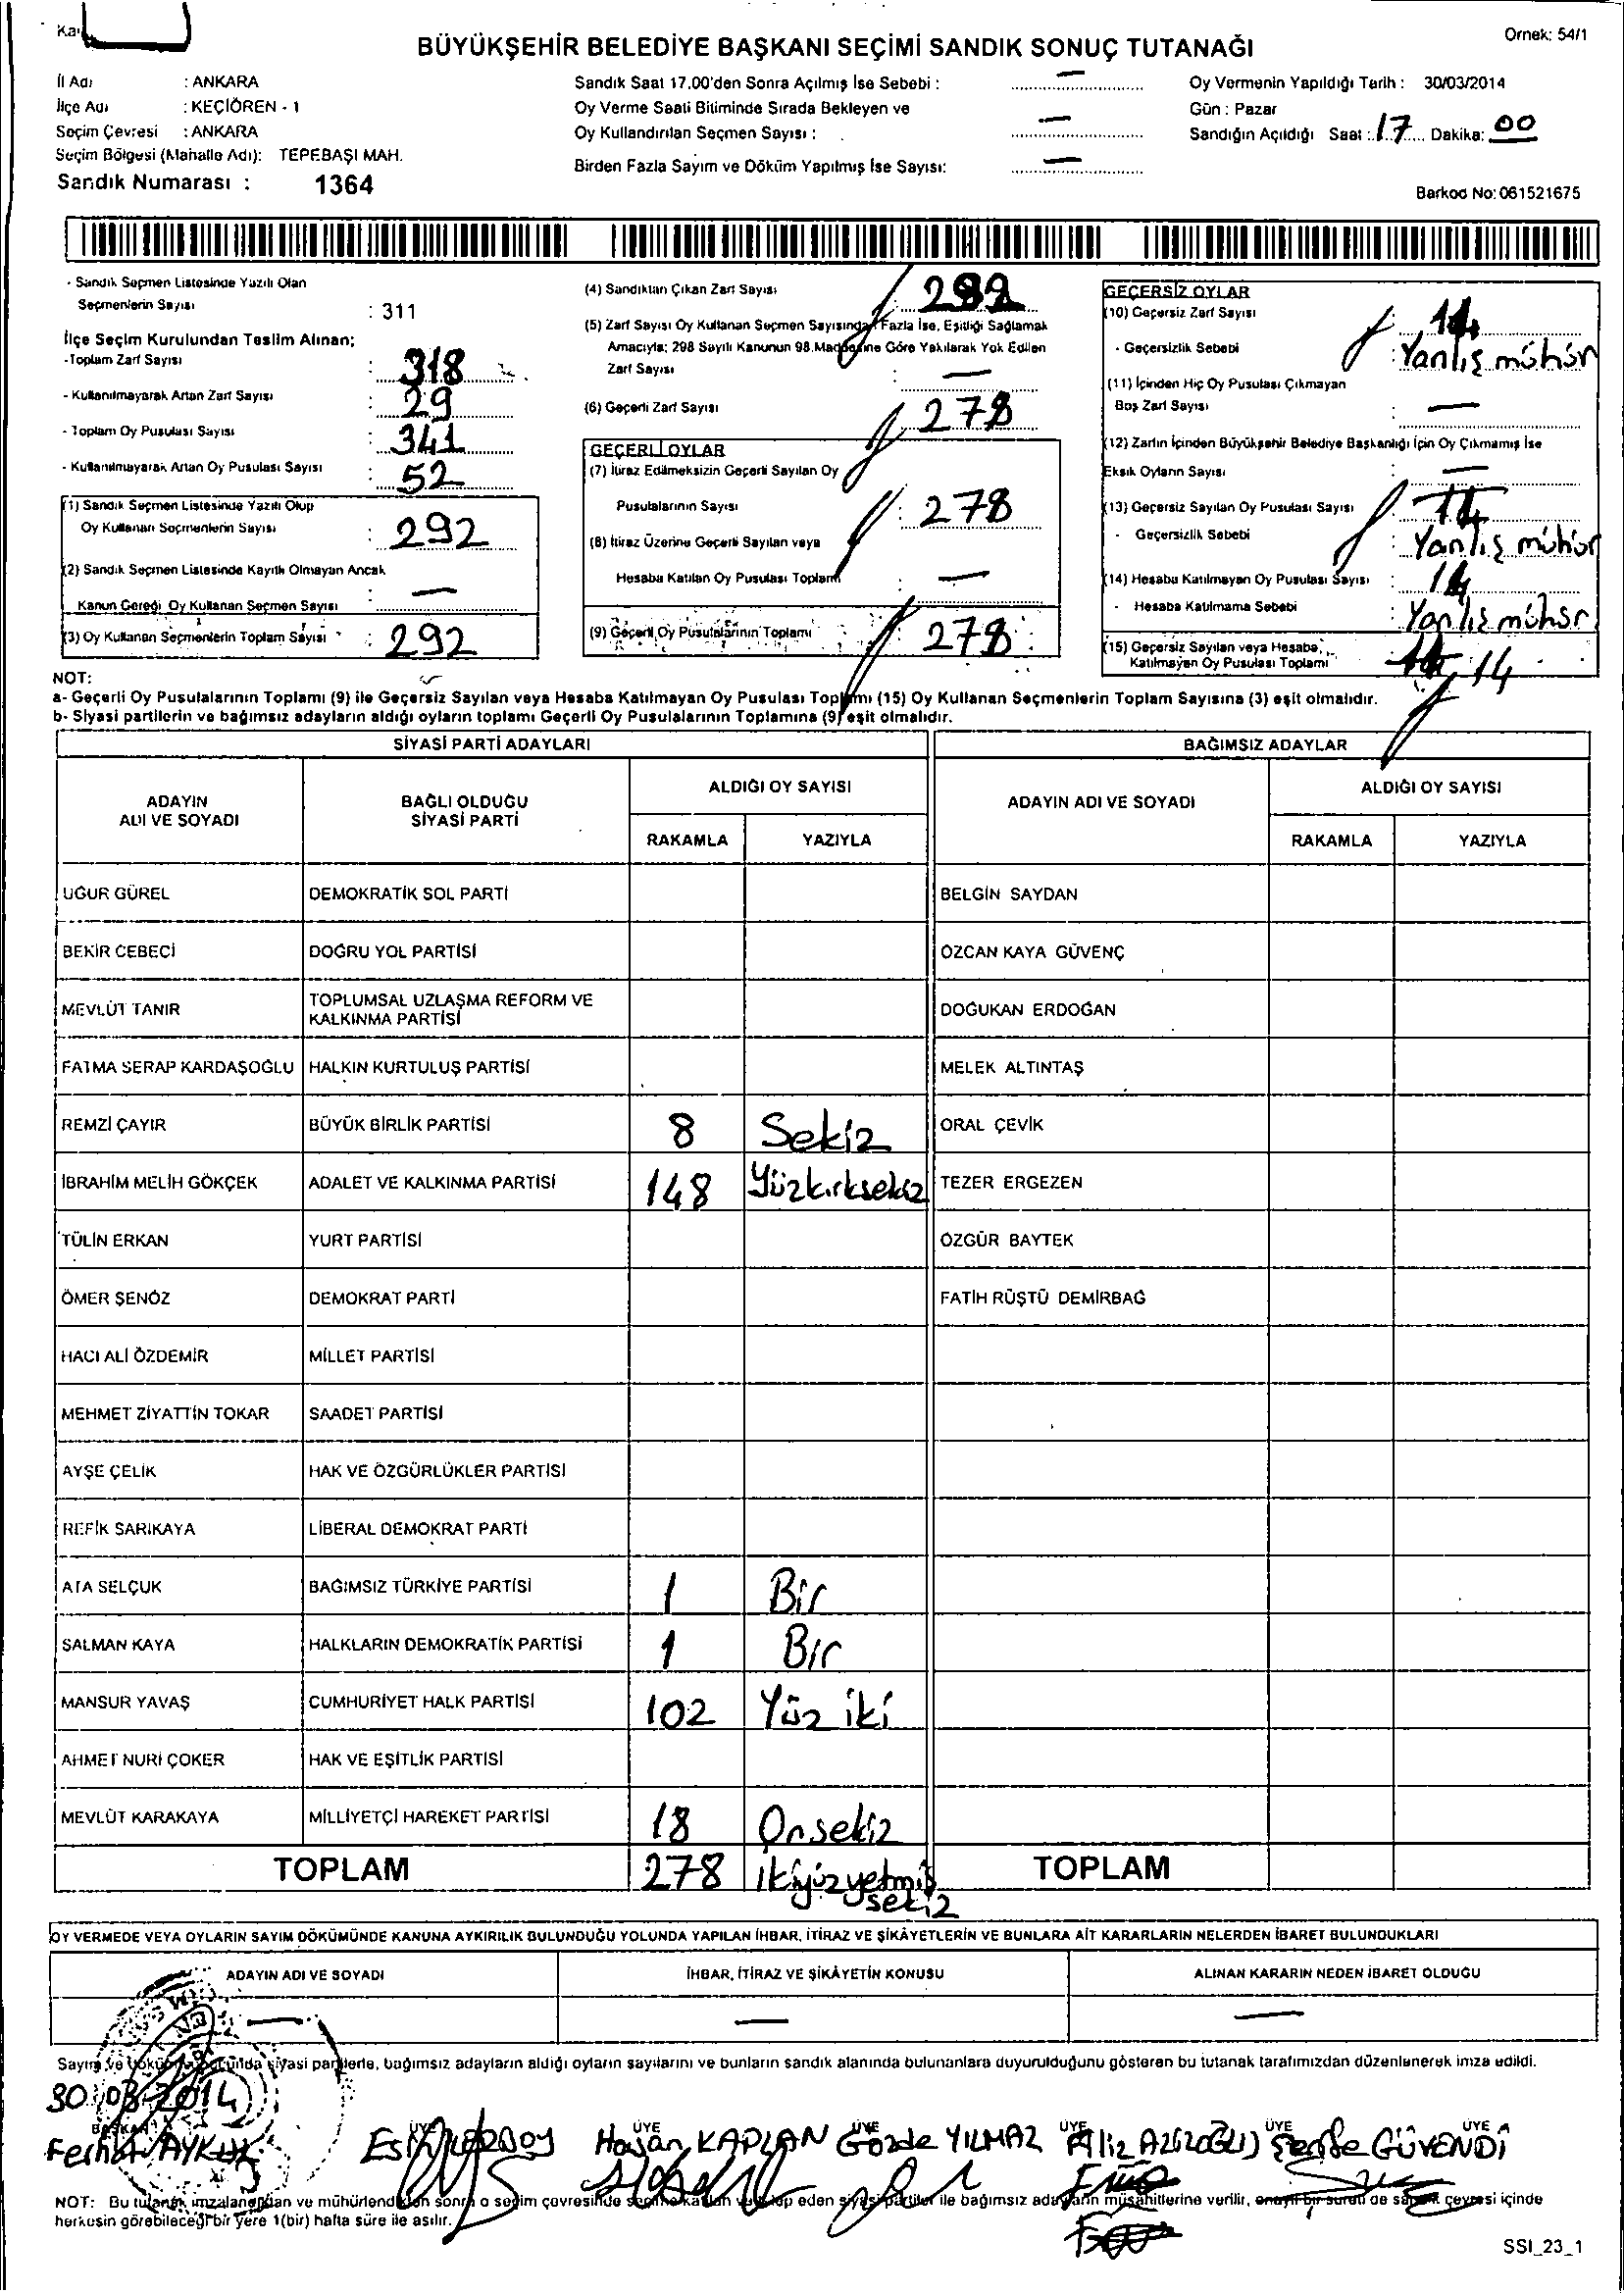 BÜYÜKŞEHİR BELEDİYE BAŞKANI SEÇİMİ SANDIK SONUÇ TUTANAĞI
Örnek: 54/1
İl Adı : ANKARA
İlçe Adı : KEÇİÖREN - 1
Seçim Çevresi : ANKARA
Seçim Bölgesi (Mahalle Adı): TEPEBAŞI MAH.
Sandık Numarası : 1364
Sandık Saat 17.00'den Sonra Açılmış İse Sebebi : —
Oy Verme Saati Bitiminde Sırada Bekleyen ve
Oy Kullandırılan Seçmen Sayısı : —
Birden Fazla Sayım ve Döküm Yapılmış İse Sayısı: —
Oy Vermenin Yapıldığı Tarih : 30/03/2014
Gün : Pazar
Sandığın Açıldığı Saat : 17 Dakika: 00
Barkod No: 061521675
- Sandık Seçmen Listesinde Yazılı Olan
Seçmenlerin Sayısı : 311
İlçe Seçim Kurulundan Teslim Alınan;
-Toplam Zarf Sayısı : 318
- Kullanılmayarak Artan Zarf Sayısı : 29
- Toplam Oy Pusulası Sayısı : 341
- Kullanılmayarak Artan Oy Pusulası Sayısı : 52
(1) Sandık Seçmen Listesinde Yazılı Olup
Oy Kullanan Seçmenlerin Sayısı : 292
(2) Sandık Seçmen Listesinde Kayıtlı Olmayan Ancak
Kanun Gereği Oy Kullanan Seçmen Sayısı : —
(3) Oy Kullanan Seçmenlerin Toplam Sayısı : 292
(4) Sandıktan Çıkan Zarf Sayısı : 292
(5) Zarf Sayısı Oy Kullanan Seçmen Sayısından Fazla İse, Eşitliği Sağlamak
Amacıyla; 298 Sayılı Kanunun 98.Maddesine Göre Yakılarak Yok Edilen
Zarf Sayısı : —
(6) Geçerli Zarf Sayısı : 278
GEÇERLİ OYLAR
(7) İtiraz Edilmeksizin Geçerli Sayılan Oy
Pusulalarının Sayısı : 278
(8) İtiraz Üzerine Geçerli Sayılan veya
Hesaba Katılan Oy Pusulası Toplamı : —
(9) Geçerli Oy Pusulalarının Toplamı : 278
GEÇERSİZ OYLAR
(10) Geçersiz Zarf Sayısı : 14
- Geçersizlik Sebebi : Yanlış mühür
(11) İçinden Hiç Oy Pusulası Çıkmayan
Boş Zarf Sayısı : —
(12) Zarfın İçinden Büyükşehir Belediye Başkanlığı İçin Oy Çıkmamış İse
Eksik Oyların Sayısı : —
(13) Geçersiz Sayılan Oy Pusulası Sayısı : 14
- Geçersizlik Sebebi : Yanlış mühür
(14) Hesaba Katılmayan Oy Pusulası Sayısı : 14
- Hesaba Katılmama Sebebi : Yanlış mühür
(15) Geçersiz Sayılan veya Hesaba
Katılmayan Oy Pusulası Toplamı : 14
NOT:
a- Geçerli Oy Pusulalarının Toplamı (9) ile Geçersiz Sayılan veya Hesaba Katılmayan Oy Pusulası Toplamı (15) Oy Kullanan Seçmenlerin Toplam Sayısına (3) eşit olmalıdır.
b- Siyasi partilerin ve bağımsız adayların aldığı oyların toplamı Geçerli Oy Pusulalarının Toplamına (9) eşit olmalıdır.
SİYASİ PARTİ ADAYLARI BAĞIMSIZ ADAYLAR
ADAYIN ADI VE SOYADI BAĞLI OLDUĞU SİYASİ PARTİ ALDIĞI OY SAYISI ADAYIN ADI VE SOYADI ALDIĞI OY SAYISI
RAKAMLA YAZIYLA RAKAMLA YAZIYLA
UĞUR GÜREL DEMOKRATİK SOL PARTİ BELGİN SAYDAN
BEKİR CEBECİ DOĞRU YOL PARTİSİ ÖZCAN KAYA GÜVENÇ
MEVLÜT TANIR TOPLUMSAL UZLAŞMA REFORM VE KALKINMA PARTİSİ DOĞUKAN ERDOĞAN
FATMA SERAP KARDAŞOĞLU HALKIN KURTULUŞ PARTİSİ MELEK ALTINTAŞ
REMZİ ÇAYIR BÜYÜK BİRLİK PARTİSİ 8 Sekiz ORAL ÇEVİK
İBRAHİM MELİH GÖKÇEK ADALET VE KALKINMA PARTİSİ 148 Yüzkırksekiz TEZER ERGEZEN
TÜLİN ERKAN YURT PARTİSİ ÖZGÜR BAYTEK
ÖMER ŞENÖZ DEMOKRAT PARTİ FATİH RÜŞTÜ DEMİRBAĞ
HACI ALİ ÖZDEMİR MİLLET PARTİSİ
MEHMET ZİYATTİN TOKAR SAADET PARTİSİ
AYŞE ÇELİK HAK VE ÖZGÜRLÜKLER PARTİSİ
REFİK SARIKAYA LİBERAL DEMOKRAT PARTİ
ATA SELÇUK BAĞIMSIZ TÜRKİYE PARTİSİ 1 Bir
SALMAN KAYA HALKLARIN DEMOKRATİK PARTİSİ 1 Bir
MANSUR YAVAŞ CUMHURİYET HALK PARTİSİ 102 Yüz iki
AHMET NURİ ÇOKER HAK VE EŞİTLİK PARTİSİ
MEVLÜT KARAKAYA MİLLİYETÇİ HAREKET PARTİSİ 18 Onsekiz
TOPLAM 278 İkiyüzyetmiş sekiz TOPLAM
OY VERMEDE VEYA OYLARIN SAYIM DÖKÜMÜNDE KANUNA AYKIRILIK BULUNDUĞU YOLUNDA YAPILAN İHBAR, İTİRAZ VE ŞİKÂYETLERİN VE BUNLARA AİT KARARLARIN NELERDEN İBARET BULUNDUKLARI
ADAYIN ADI VE SOYADI İHBAR, İTİRAZ VE ŞİKÂYETİN KONUSU ALINAN KARARIN NEDEN İBARET OLDUĞU
— — —
Sayım ve siyasi partilerle, bağımsız adayların aldığı oyların sayılarını ve bunların sandık alanında bulunanlara duyurulduğunu gösteren bu tutanak tarafımızdan düzenlenerek imza edildi.
30.03.2014
BAŞKAN ÜYE ÜYE ÜYE ÜYE ÜYE ÜYE
Ferhat AYKUK Hasan KAPLAN Gözde YILMAZ Filiz AZİZOĞLU Şerife GÜVENDİ
NOT: Bu tutanak imzalandıktan ve mühürlendikten sonra o seçim çevresinde seçime katılan ve talep eden siyasi partiler ile bağımsız adayların müşahitlerine verilir, onaylı bir sureti de sandık çevresi içinde
herkesin görebileceği bir yere 1(bir) hafta süre ile asılır.
SSI_23_1